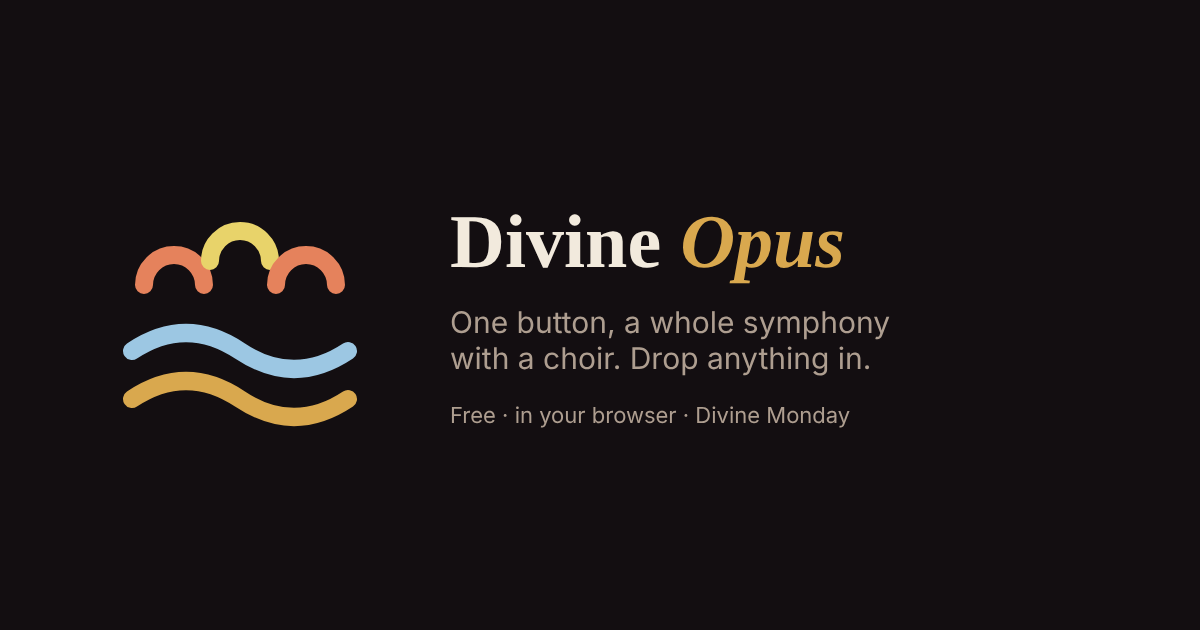 Divine Opus
One button, a whole symphony
with a choir. Drop anything in.
Free · in your browser · Divine Monday